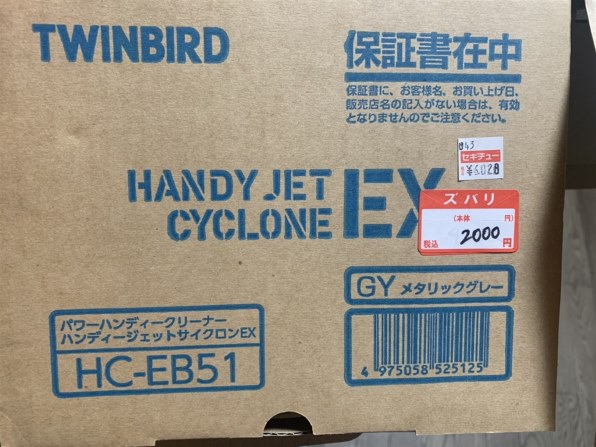 TWINBIRD
保証書在中
保証書に、お客様名、お買い上げ日、
販売店名の記入がない場合は、有効
となりませんのでご注意ください。
043
セキチュー
¥6,028
HANDY JET
CYCLONE EX
ズバリ
(本体 円)
税込 2000 円
GY メタリックグレー
パワーハンディークリーナー
ハンディージェットサイクロンEX
HC-EB51
4 975058 525125